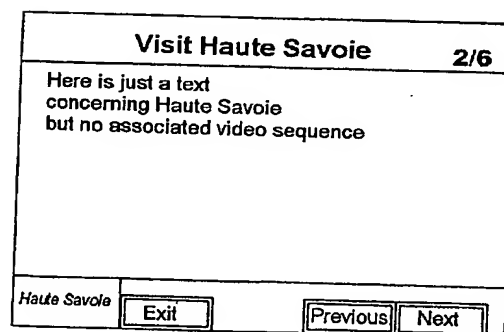 Visit Haute Savoie 2/6
Here is just a text
concerning Haute Savoie
but no associated video sequence
Haute Savoie Exit Previous Next